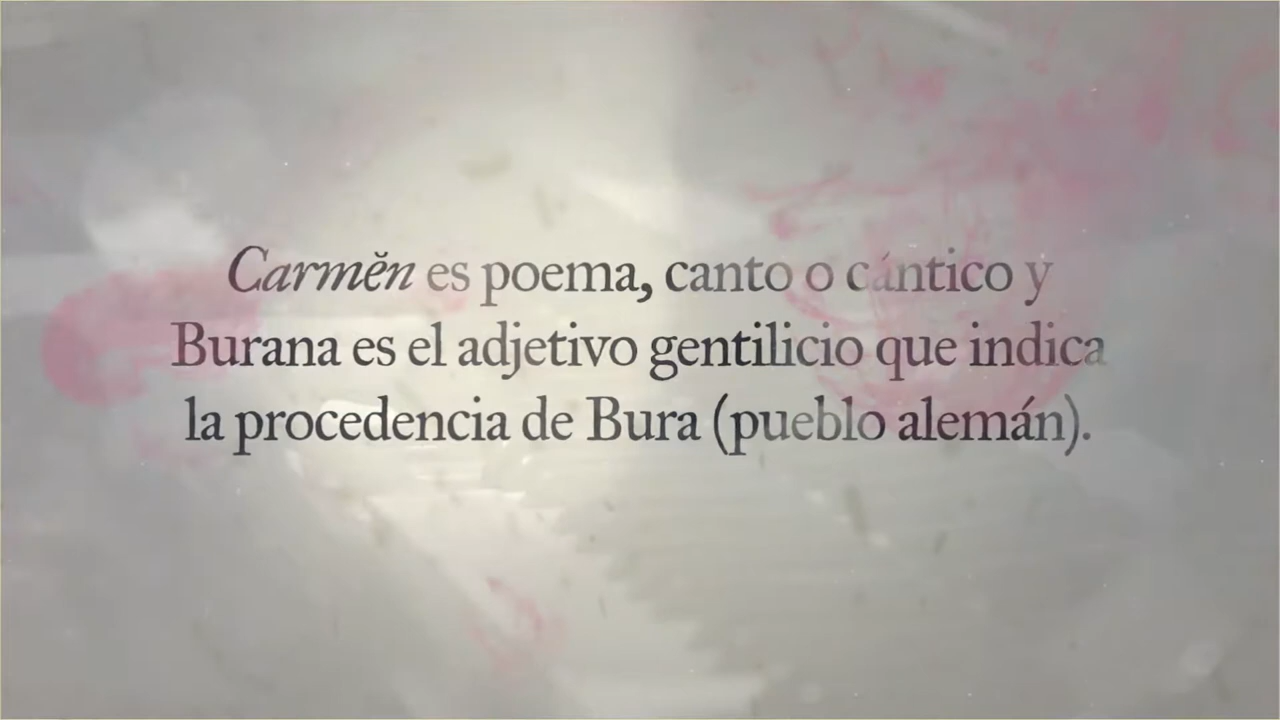 Carmĕn es poema, canto o cántico y
Burana es el adjetivo gentilicio que indica
la procedencia de Bura (pueblo alemán).